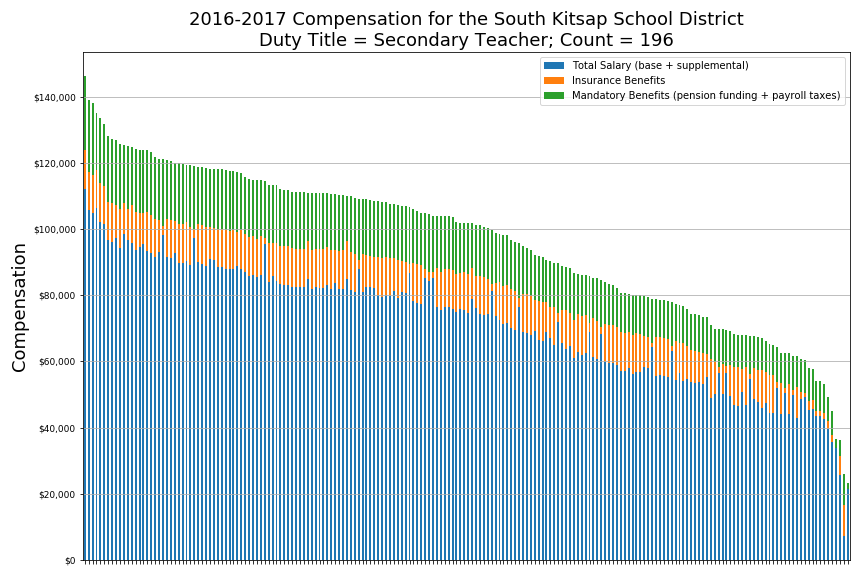 2016-2017 Compensation for the South Kitsap School District
Duty Title = Secondary Teacher; Count = 196
Total Salary (base + supplemental)
Insurance Benefits
Mandatory Benefits (pension funding + payroll taxes)
Compensation
$140,000
$120,000
$100,000
$80,000
$60,000
$40,000
$20,000
$0